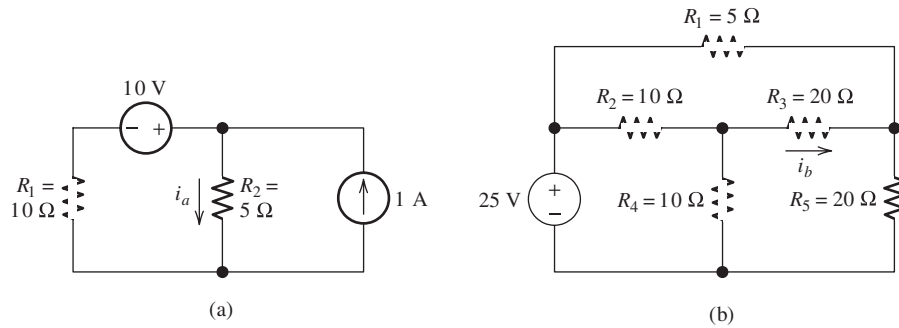 10 V
− +
R1 =
10 Ω
ia
R2 =
5 Ω
1 A
(a)
R1 = 5 Ω
R2 = 10 Ω
R3 = 20 Ω
ib
25 V
+
−
R4 = 10 Ω
R5 = 20 Ω
(b)